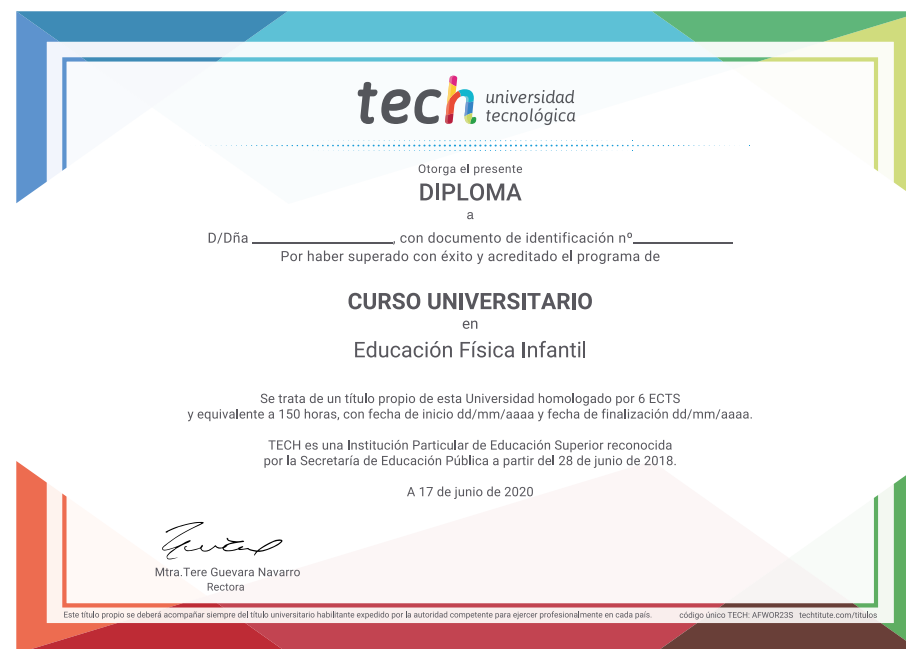 tech universidad
tecnológica
Otorga el presente
DIPLOMA
a
D/Dña ____________________, con documento de identificación nº______________
Por haber superado con éxito y acreditado el programa de
CURSO UNIVERSITARIO
en
Educación Física Infantil
Se trata de un título propio de esta Universidad homologado por 6 ECTS
y equivalente a 150 horas, con fecha de inicio dd/mm/aaaa y fecha de finalización dd/mm/aaaa.
TECH es una Institución Particular de Educación Superior reconocida
por la Secretaría de Educación Pública a partir del 28 de junio de 2018.
A 17 de junio de 2020
Mtra.Tere Guevara Navarro
Rectora
Este título propio se deberá acompañar siempre del título universitario habilitante expedido por la autoridad competente para ejercer profesionalmente en cada país. código único TECH: AFWOR23S techtitute.com/titulos